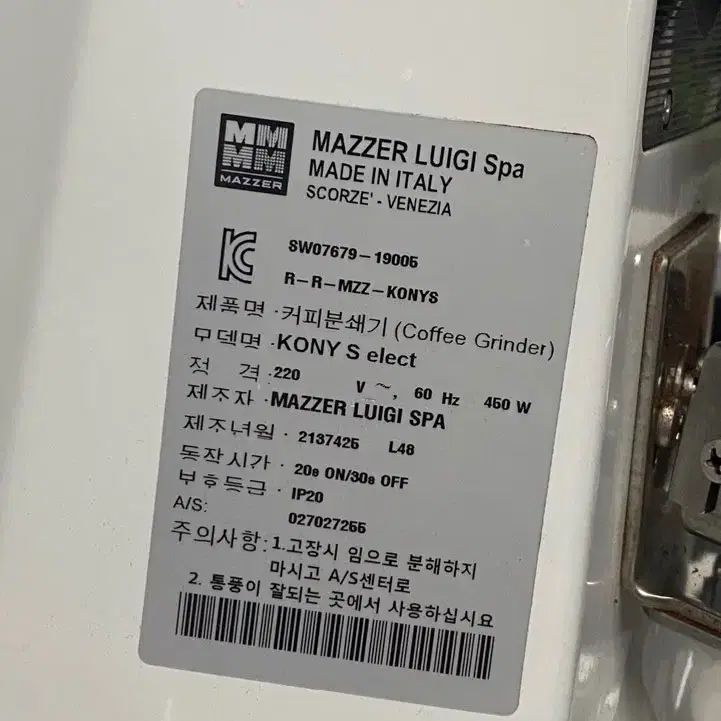 MAZZER
MAZZER LUIGI Spa
MADE IN ITALY
SCORZE' - VENEZIA
SW07679-19005
R-R-MZZ-KONYS
제품명 : 커피분쇄기 (Coffee Grinder)
모델명 : KONY S elect
정 격 : 220 V ~, 60 Hz 450 W
제조자 : MAZZER LUIGI SPA
제조년월 : 2137425 L48
동작시간 : 20s ON/30s OFF
보호등급 : IP20
A/S: 027027255
주의사항: 1.고장시 임으로 분해하지
마시고 A/S센터로
2. 통풍이 잘되는 곳에서 사용하십시요